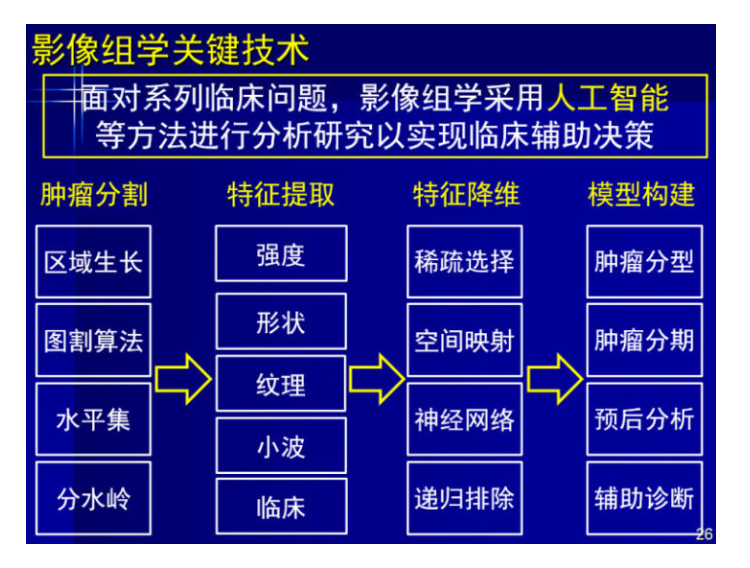 影像组学关键技术
面对系列临床问题，影像组学采用人工智能
等方法进行分析研究以实现临床辅助决策
肿瘤分割
区域生长
图割算法
水平集
分水岭
特征提取
强度
形状
纹理
小波
临床
特征降维
稀疏选择
空间映射
神经网络
递归排除
模型构建
肿瘤分型
肿瘤分期
预后分析
辅助诊断
26